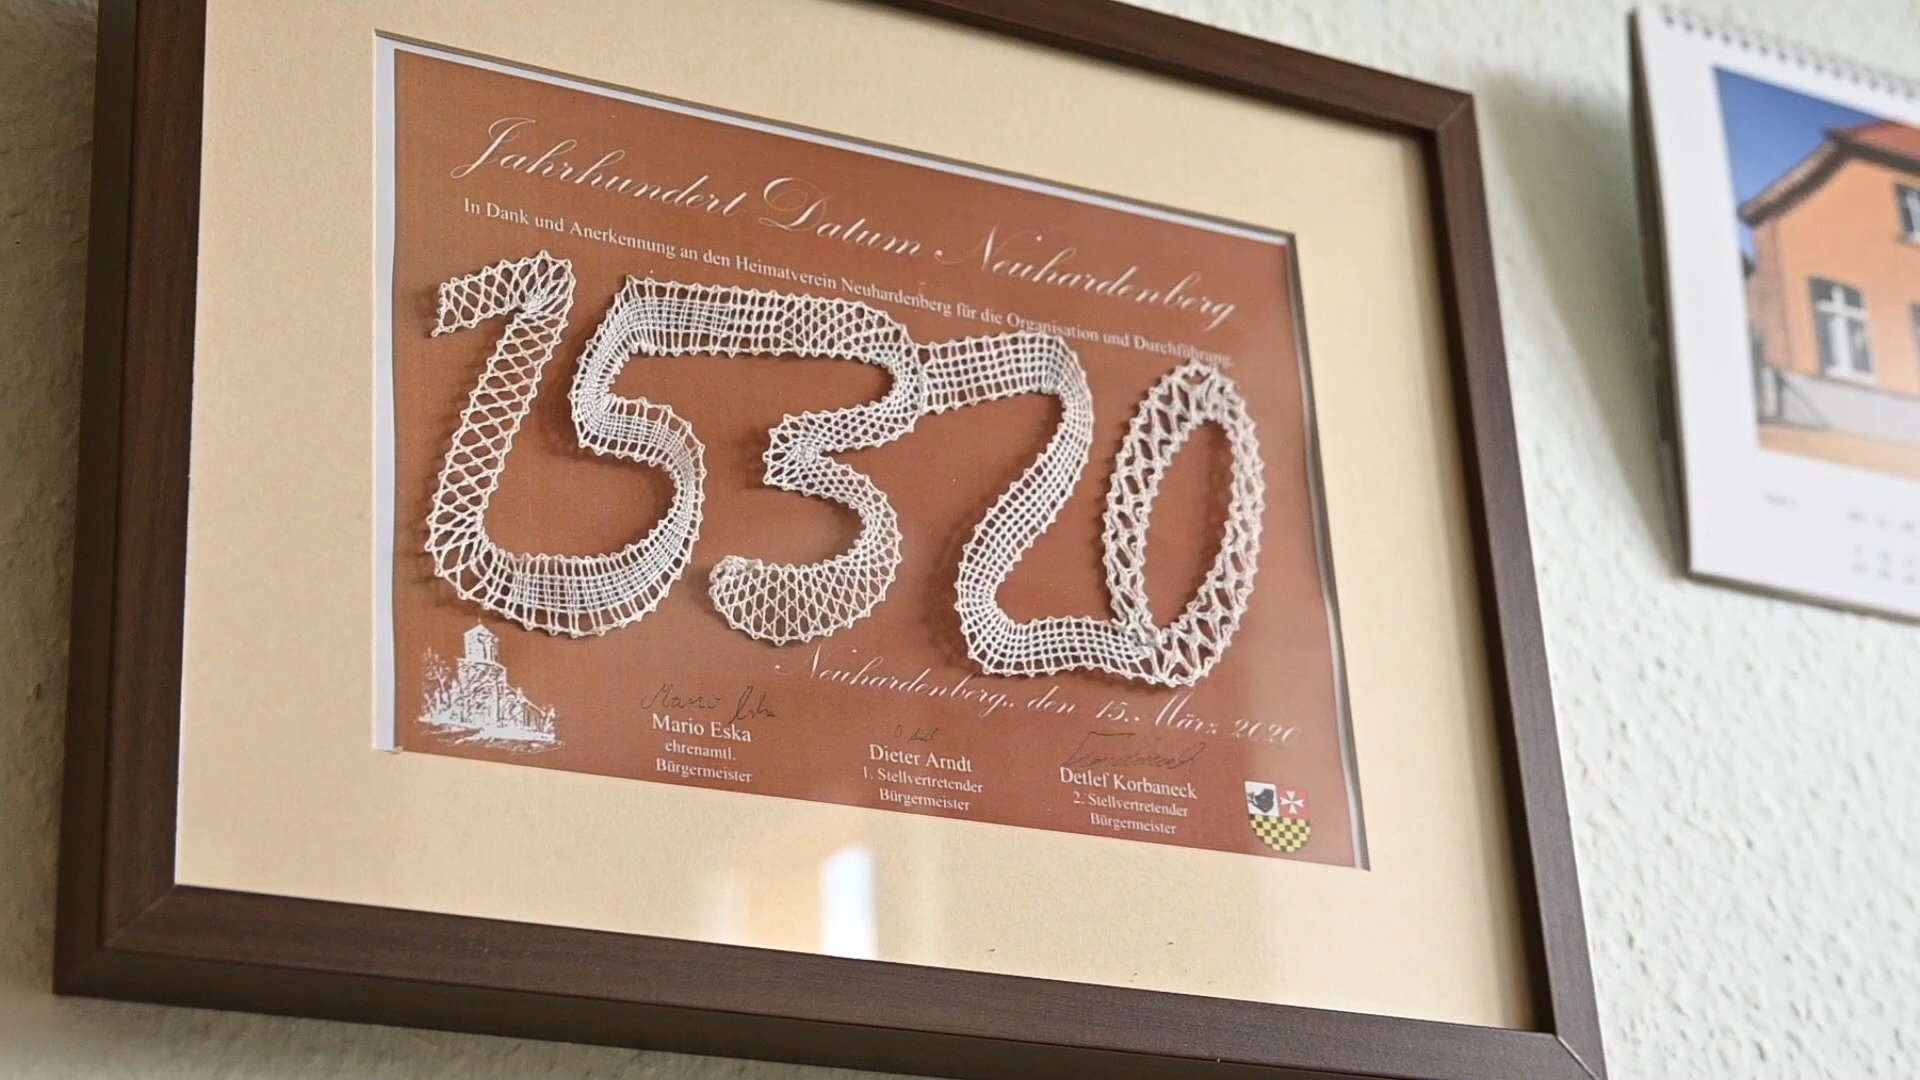 Jahrhundert Datum Neuhardenberg
In Dank und Anerkennung an den Heimatverein Neuhardenberg für die Organisation und Durchführung.
15320
Neuhardenberg, den 15. März 2020
Mario Eska
ehrenamtl.
Bürgermeister
Dieter Arndt
1. Stellvertretender
Bürgermeister
Detlef Korbaneck
2. Stellvertretender
Bürgermeister